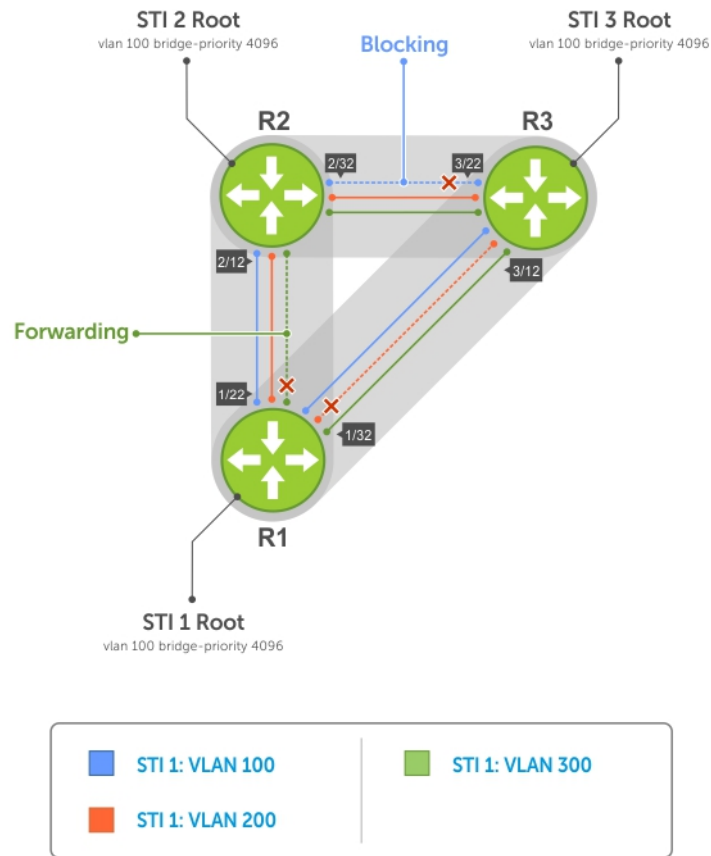 STI 2 Root
vlan 100 bridge-priority 4096
STI 3 Root
vlan 100 bridge-priority 4096
Blocking
R2
R3
2/32
3/22
2/12
3/12
Forwarding
1/22
1/32
R1
STI 1 Root
vlan 100 bridge-priority 4096
STI 1: VLAN 100
STI 1: VLAN 300
STI 1: VLAN 200